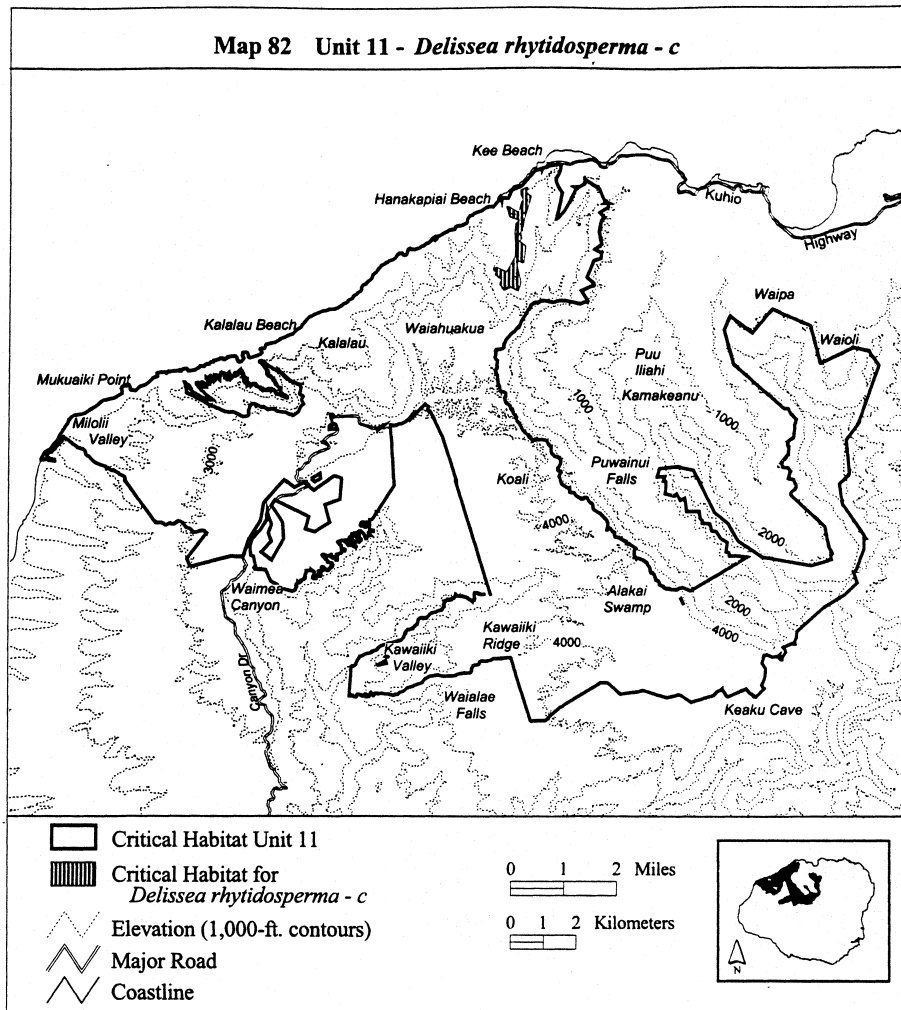 Map 82 Unit 11 - Delissea rhytidosperma - c
Kee Beach
Hanakapiai Beach
Kuhio
Highway
Waipa
Kalalau Beach
Waiahuakua
Waioli
Kalalau
Puu
Iliahi
Mukuaiki Point
Kamakeanu
1000
1000
Milolii
Valley
3000
Puwainui
Falls
Koali
4000
2000
Waimea
Canyon
Alakai
Swamp
2000
4000
Kawaiiki
Ridge
4000
Kawaiiki
Valley
Canyon Dr
Waialae
Falls
Keaku Cave
Critical Habitat Unit 11
Critical Habitat for
Delissea rhytidosperma - c
Elevation (1,000-ft. contours)
Major Road
Coastline
0 1 2 Miles
0 1 2 Kilometers
N